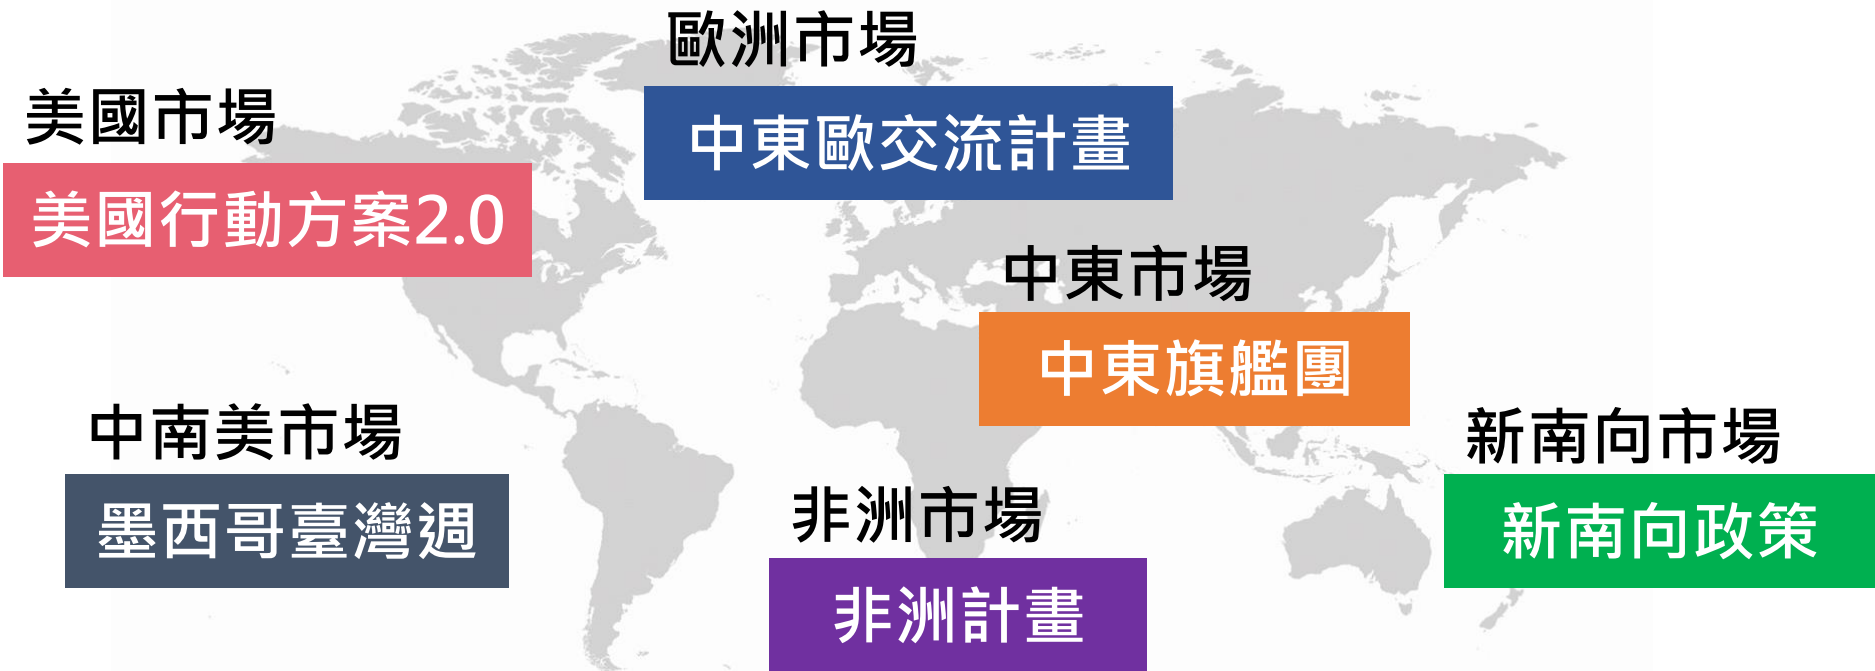 歐洲市場
中東歐交流計畫
美國市場
美國行動方案2.0
中東市場
中東旗艦團
中南美市場
墨西哥臺灣週
新南向市場
新南向政策
非洲市場
非洲計畫